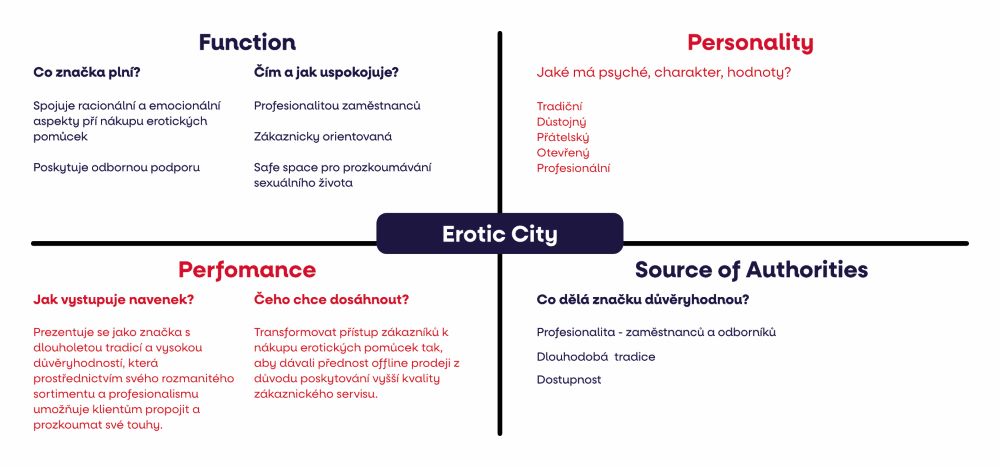 Function
Co značka plní?
Spojuje racionální a emocionální
aspekty pří nákupu erotických
pomůcek
Poskytuje odbornou podporu
Čím a jak uspokojuje?
Profesionalitou zaměstnanců
Zákaznicky orientovaná
Safe space pro prozkoumávání
sexuálního života
Personality
Jaké má psyché, charakter, hodnoty?
Tradiční
Důstojný
Přátelský
Otevřený
Profesionální
Erotic City
Perfomance
Jak vystupuje navenek?
Prezentuje se jako značka s
dlouholetou tradicí a vysokou
důvěryhodností, která
prostřednictvím svého rozmanitého
sortimentu a profesionalismu
umožňuje klientům propojit a
prozkoumat své touhy.
Čeho chce dosáhnout?
Transformovat přístup zákazníků k
nákupu erotických pomůcek tak,
aby dávali přednost offline prodeji z
důvodu poskytování vyšší kvality
zákaznického servisu.
Source of Authorities
Co dělá značku důvěryhodnou?
Profesionalita - zaměstnanců a odborníků
Dlouhodobá tradice
Dostupnost